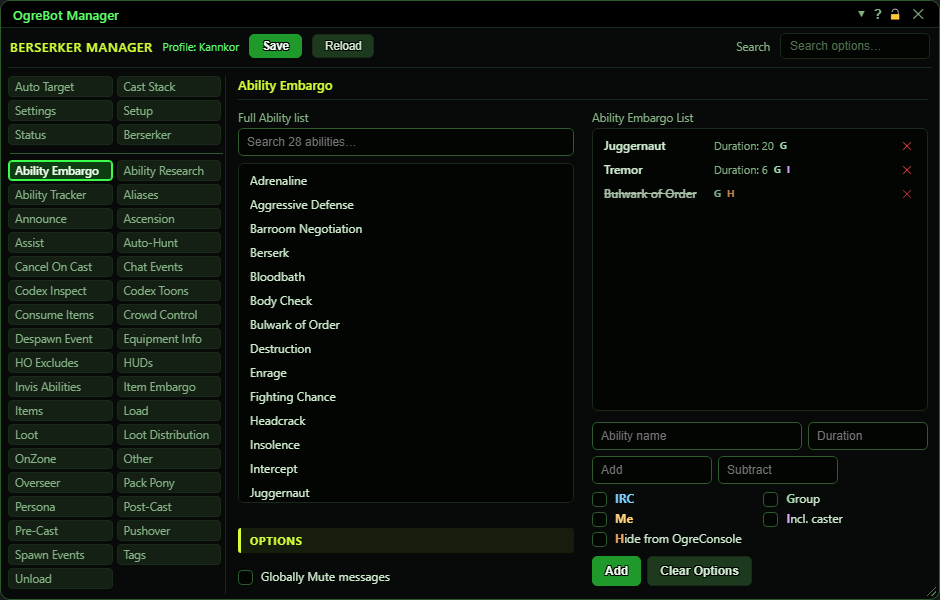 OgreBot Manager
▼ ?
BERSERKER MANAGER Profile: Kannkor Save Reload Search Search options...
Auto Target Cast Stack
Settings Setup
Status Berserker
Ability Embargo Ability Research
Ability Tracker Aliases
Announce Ascension
Assist Auto-Hunt
Cancel On Cast Chat Events
Codex Inspect Codex Toons
Consume Items Crowd Control
Despawn Event Equipment Info
HO Excludes HUDs
Invis Abilities Item Embargo
Items Load
Loot Loot Distribution
OnZone Other
Overseer Pack Pony
Persona Post-Cast
Pre-Cast Pushover
Spawn Events Tags
Unload
Ability Embargo
Full Ability list
Search 28 abilities...
Adrenaline
Aggressive Defense
Barroom Negotiation
Berserk
Bloodbath
Body Check
Bulwark of Order
Destruction
Enrage
Fighting Chance
Headcrack
Insolence
Intercept
Juggernaut
OPTIONS
Globally Mute messages
Ability Embargo List
Juggernaut Duration: 20 G
Tremor Duration: 6 G I
Bulwark of Order G H
Ability name Duration
Add Subtract
IRC Group
Me Incl. caster
Hide from OgreConsole
Add Clear Options